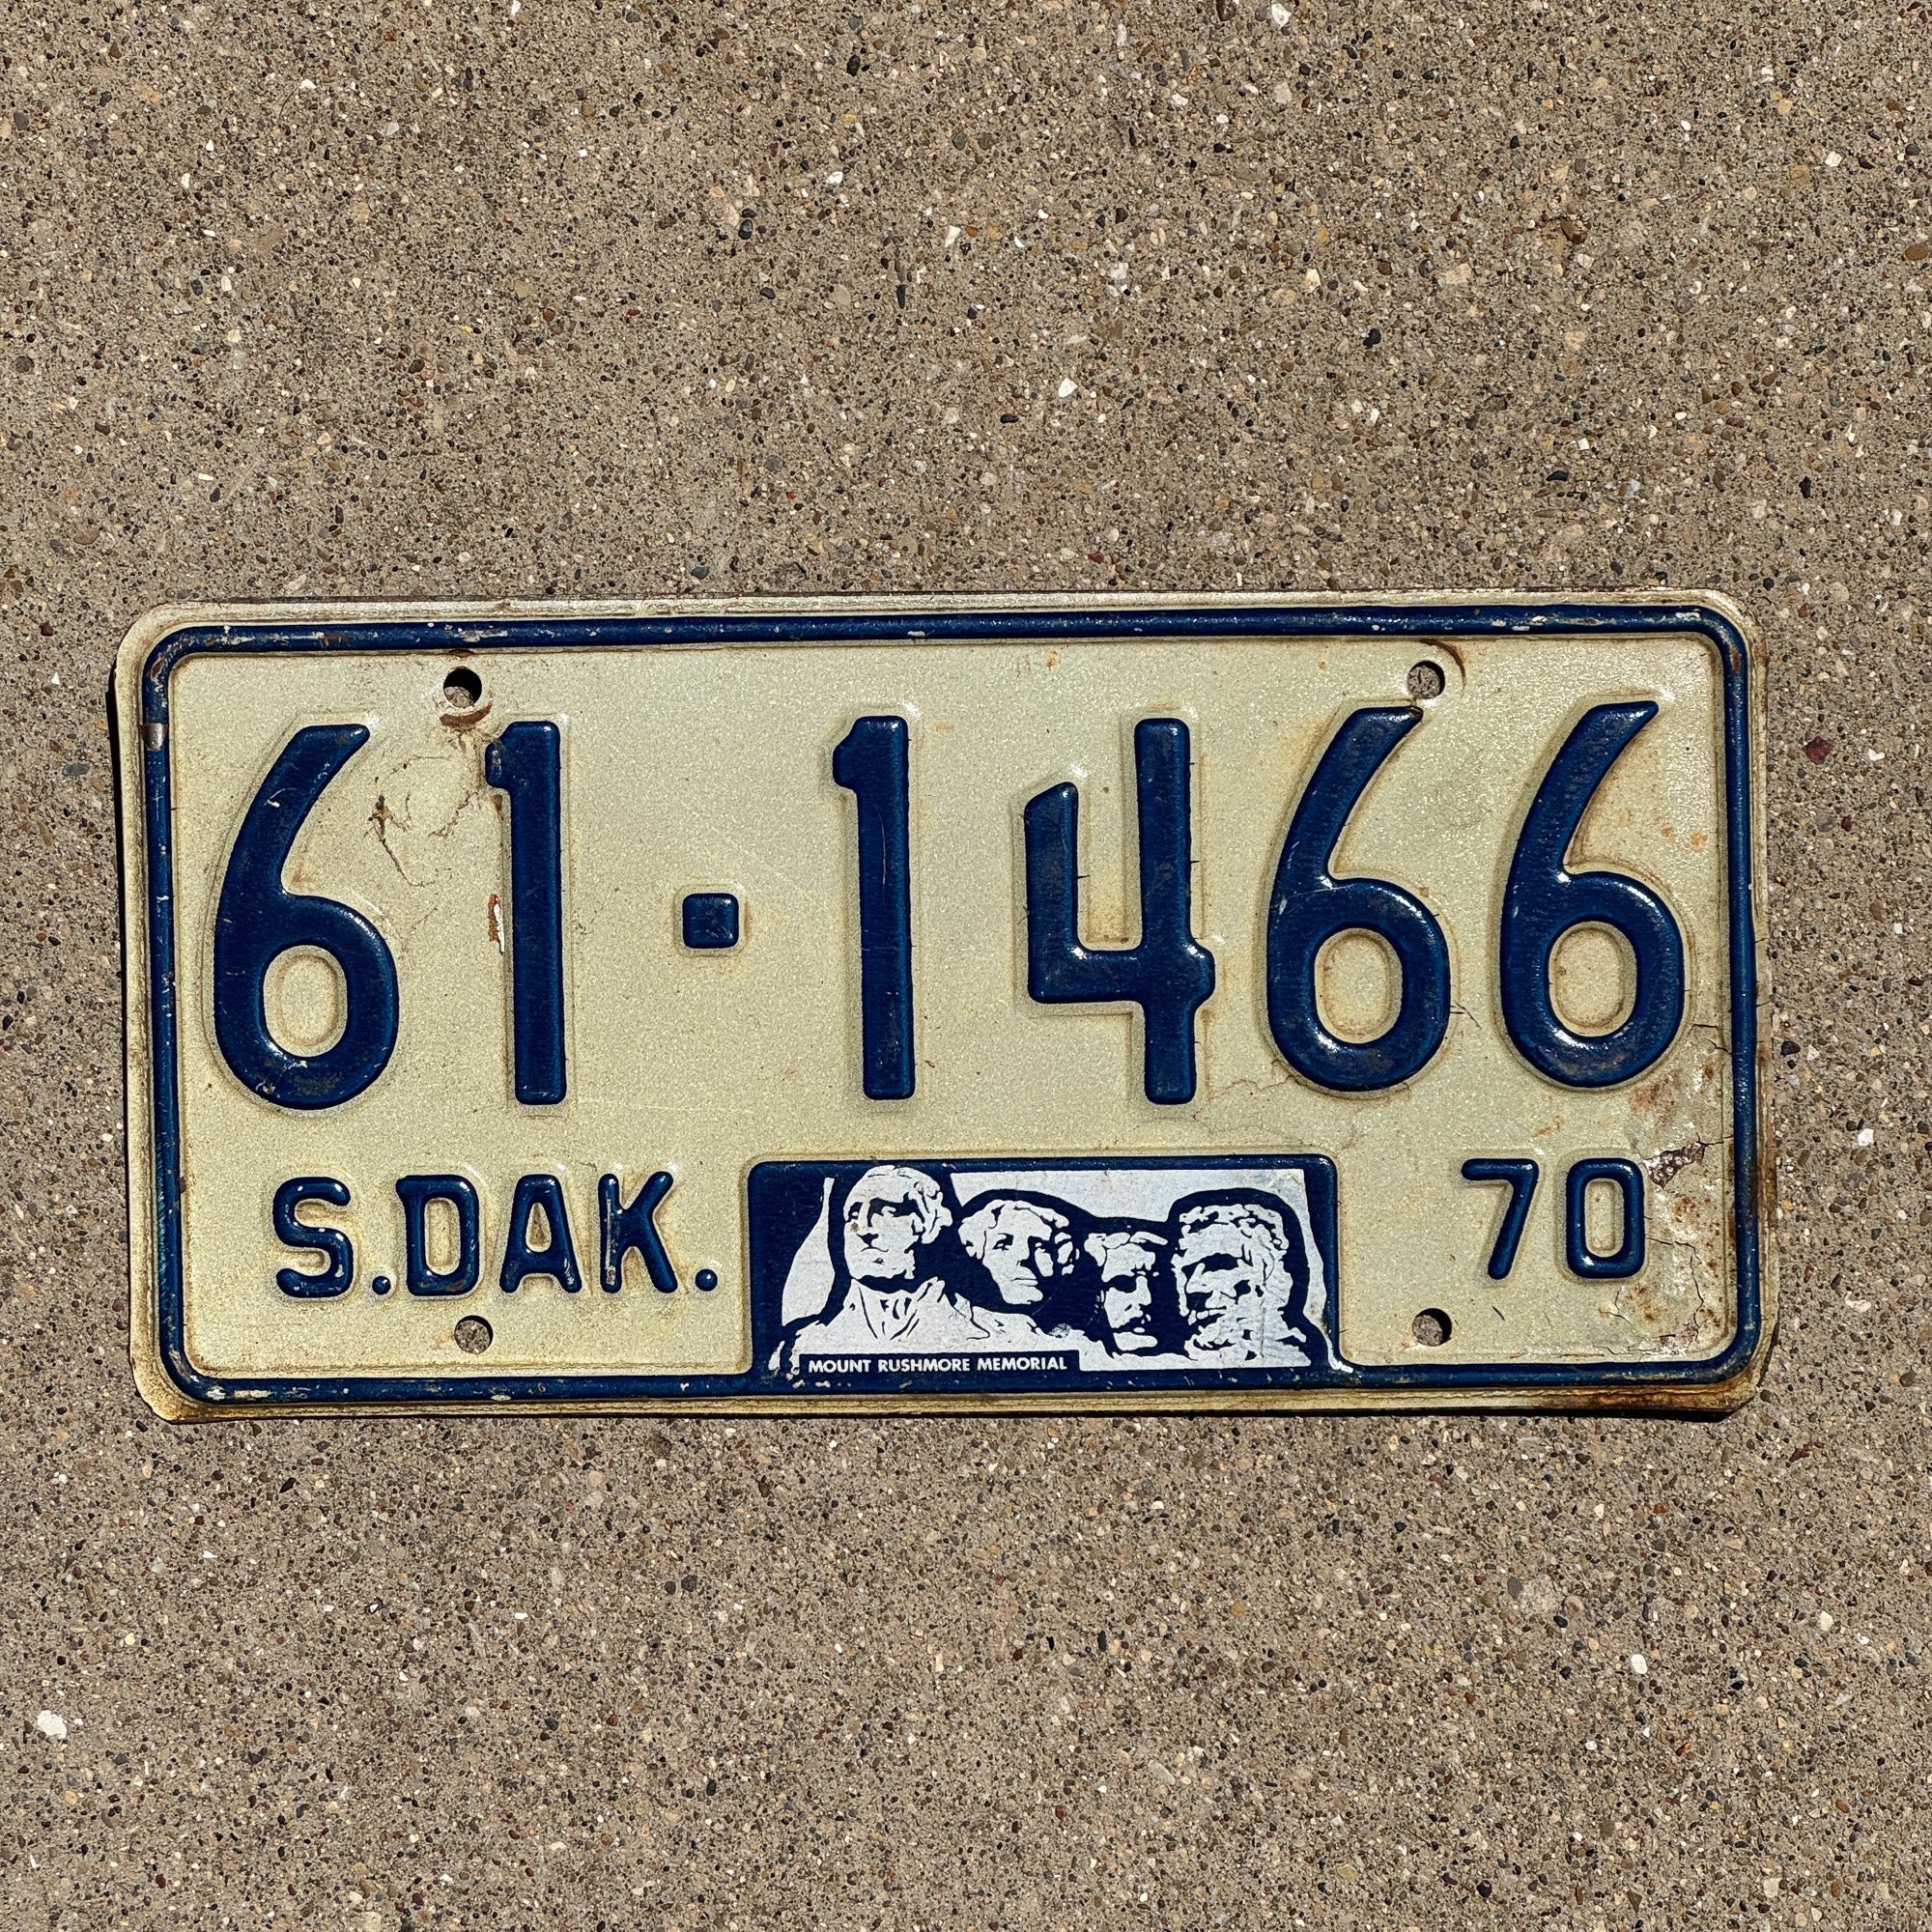 61·1466
S.DAK. 70
MOUNT RUSHMORE MEMORIAL